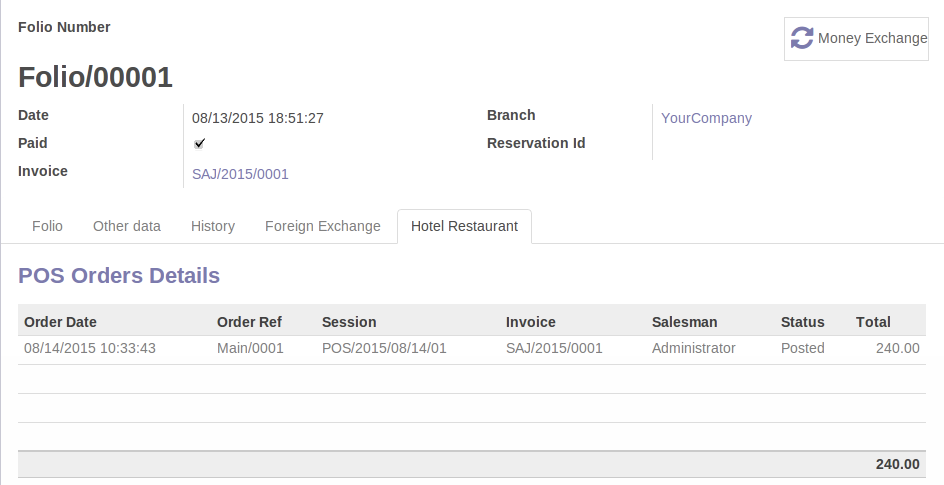 Folio Number
Money Exchange
Folio/00001
Date 08/13/2015 18:51:27 Branch YourCompany
Paid Reservation Id
Invoice SAJ/2015/0001
Folio Other data History Foreign Exchange Hotel Restaurant
POS Orders Details
Order Date Order Ref Session Invoice Salesman Status Total
08/14/2015 10:33:43 Main/0001 POS/2015/08/14/01 SAJ/2015/0001 Administrator Posted 240.00
240.00